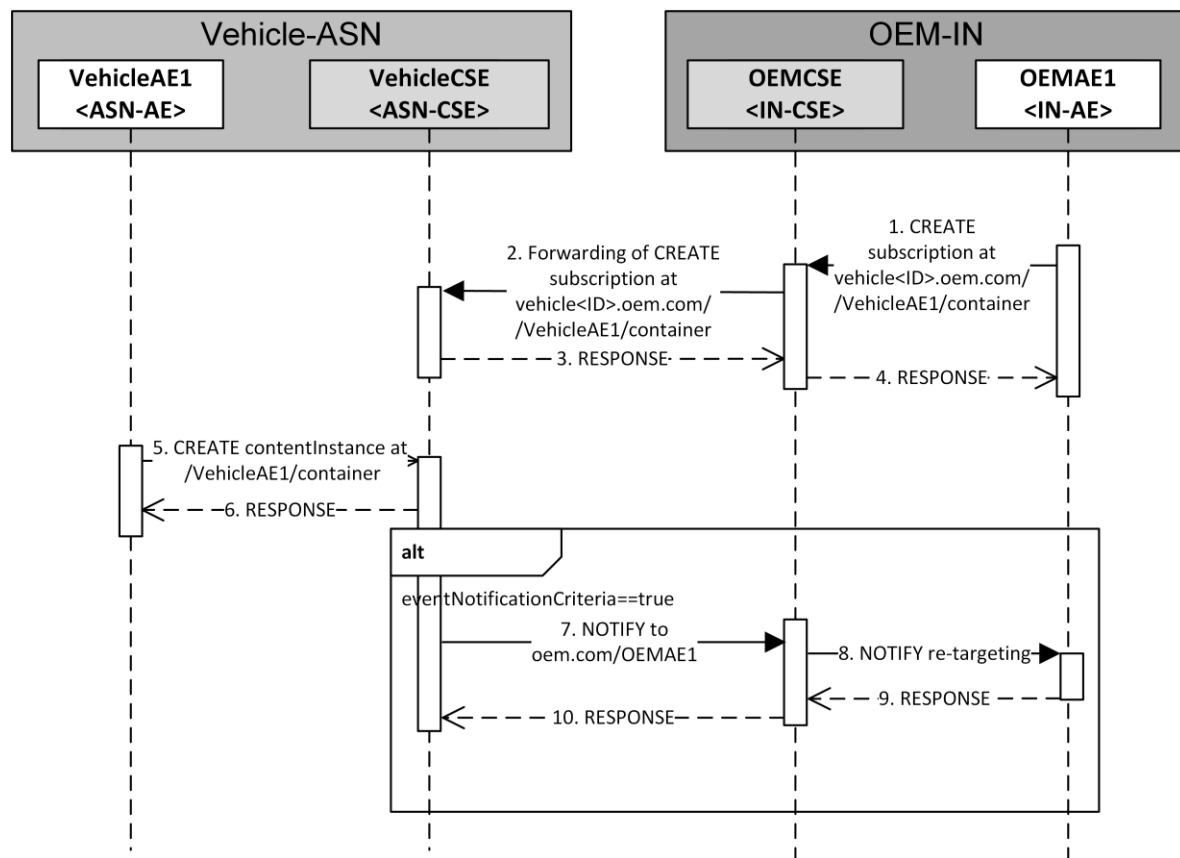 Vehicle-ASN
OEM-IN
VehicleAE1
<ASN-AE>
VehicleCSE
<ASN-CSE>
OEMCSE
<IN-CSE>
OEMAE1
<IN-AE>
1. CREATE
subscription at
vehicle<ID>.oem.com/
/VehicleAE1/container
2. Forwarding of CREATE
subscription at
vehicle<ID>.oem.com/
/VehicleAE1/container
3. RESPONSE
4. RESPONSE
5. CREATE contentInstance at
/VehicleAE1/container
6. RESPONSE
alt
eventNotificationCriteria==true
7. NOTIFY to
oem.com/OEMAE1
8. NOTIFY re-targeting
9. RESPONSE
10. RESPONSE